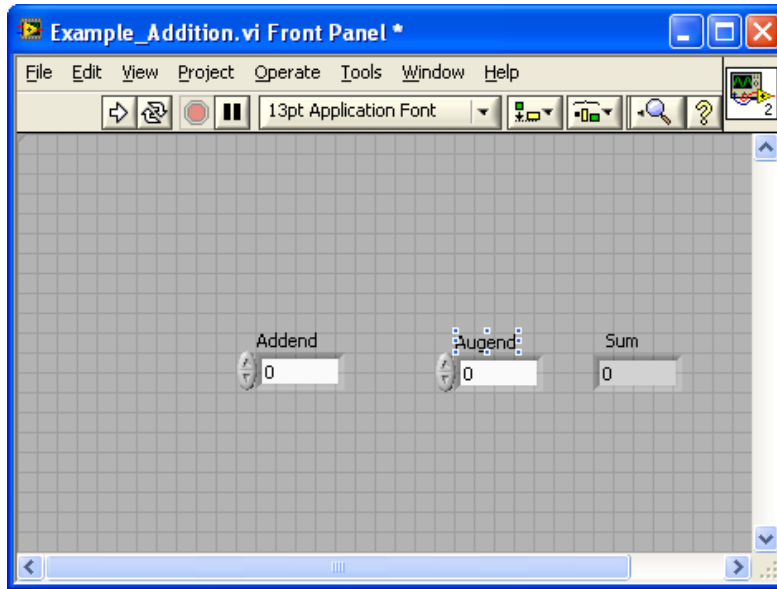 Example_Addition.vi Front Panel *
File Edit View Project Operate Tools Window Help
13pt Application Font
2
Addend Augend Sum
0 0 0